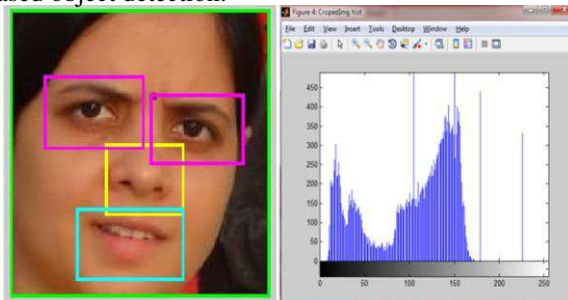 ased object detection.
Figure 4: CropedImg hist
File Edit View Insert Tools Desktop Window Help
450
400
350
300
250
200
150
100
50
0
0 50 100 150 200 250